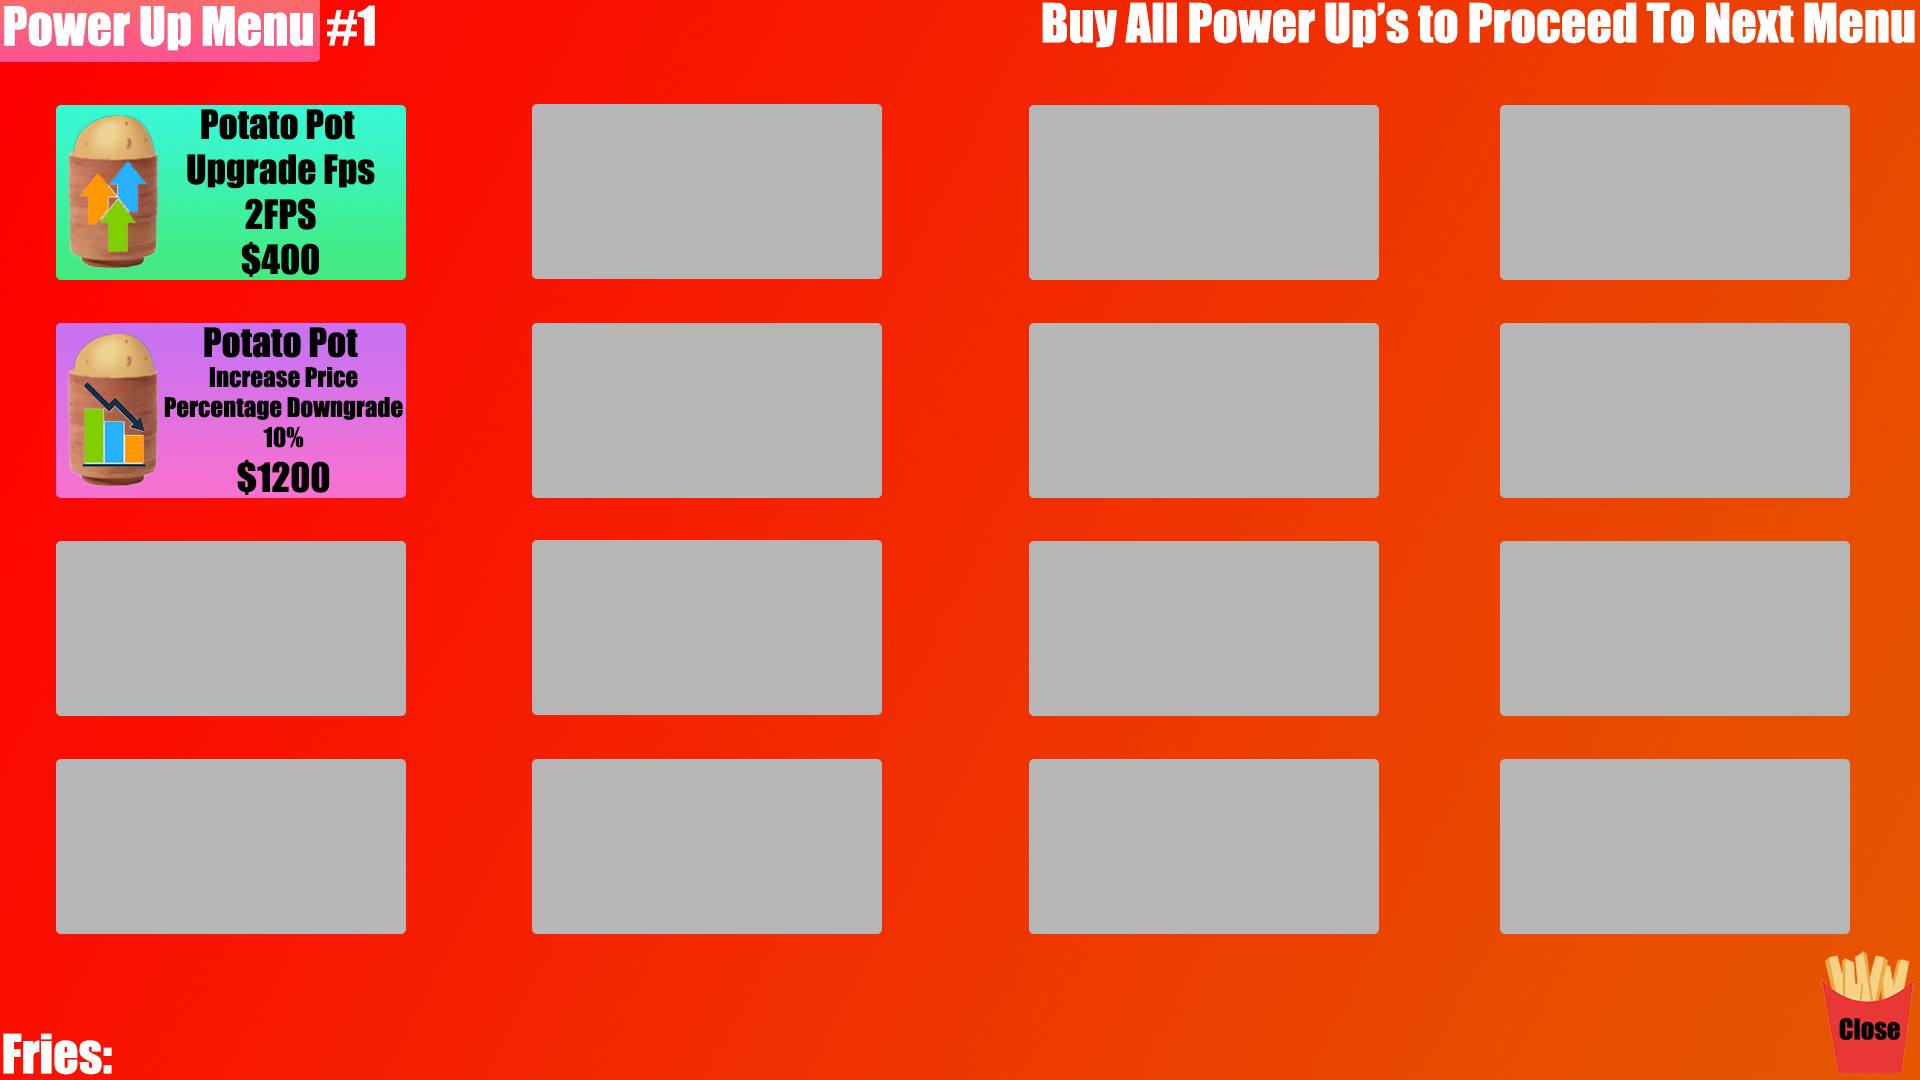 Power Up Menu #1
Buy All Power Up’s to Proceed To Next Menu
Potato Pot
Upgrade Fps
2FPS
$400
Potato Pot
Increase Price
Percentage Downgrade
10%
$1200
Close
Fries: